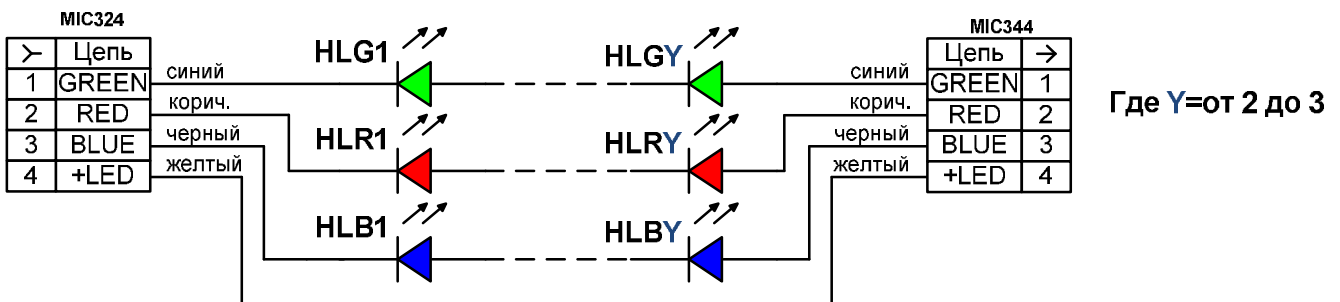 MIC324
Цепь
1 GREEN синий
2 RED корич.
3 BLUE черный
4 +LED желтый
HLG1
HLR1
HLB1
HLGY
HLRY
HLBY
MIC344
Цепь →
синий GREEN 1
корич. RED 2
черный BLUE 3
желтый +LED 4
Где Y=от 2 до 3